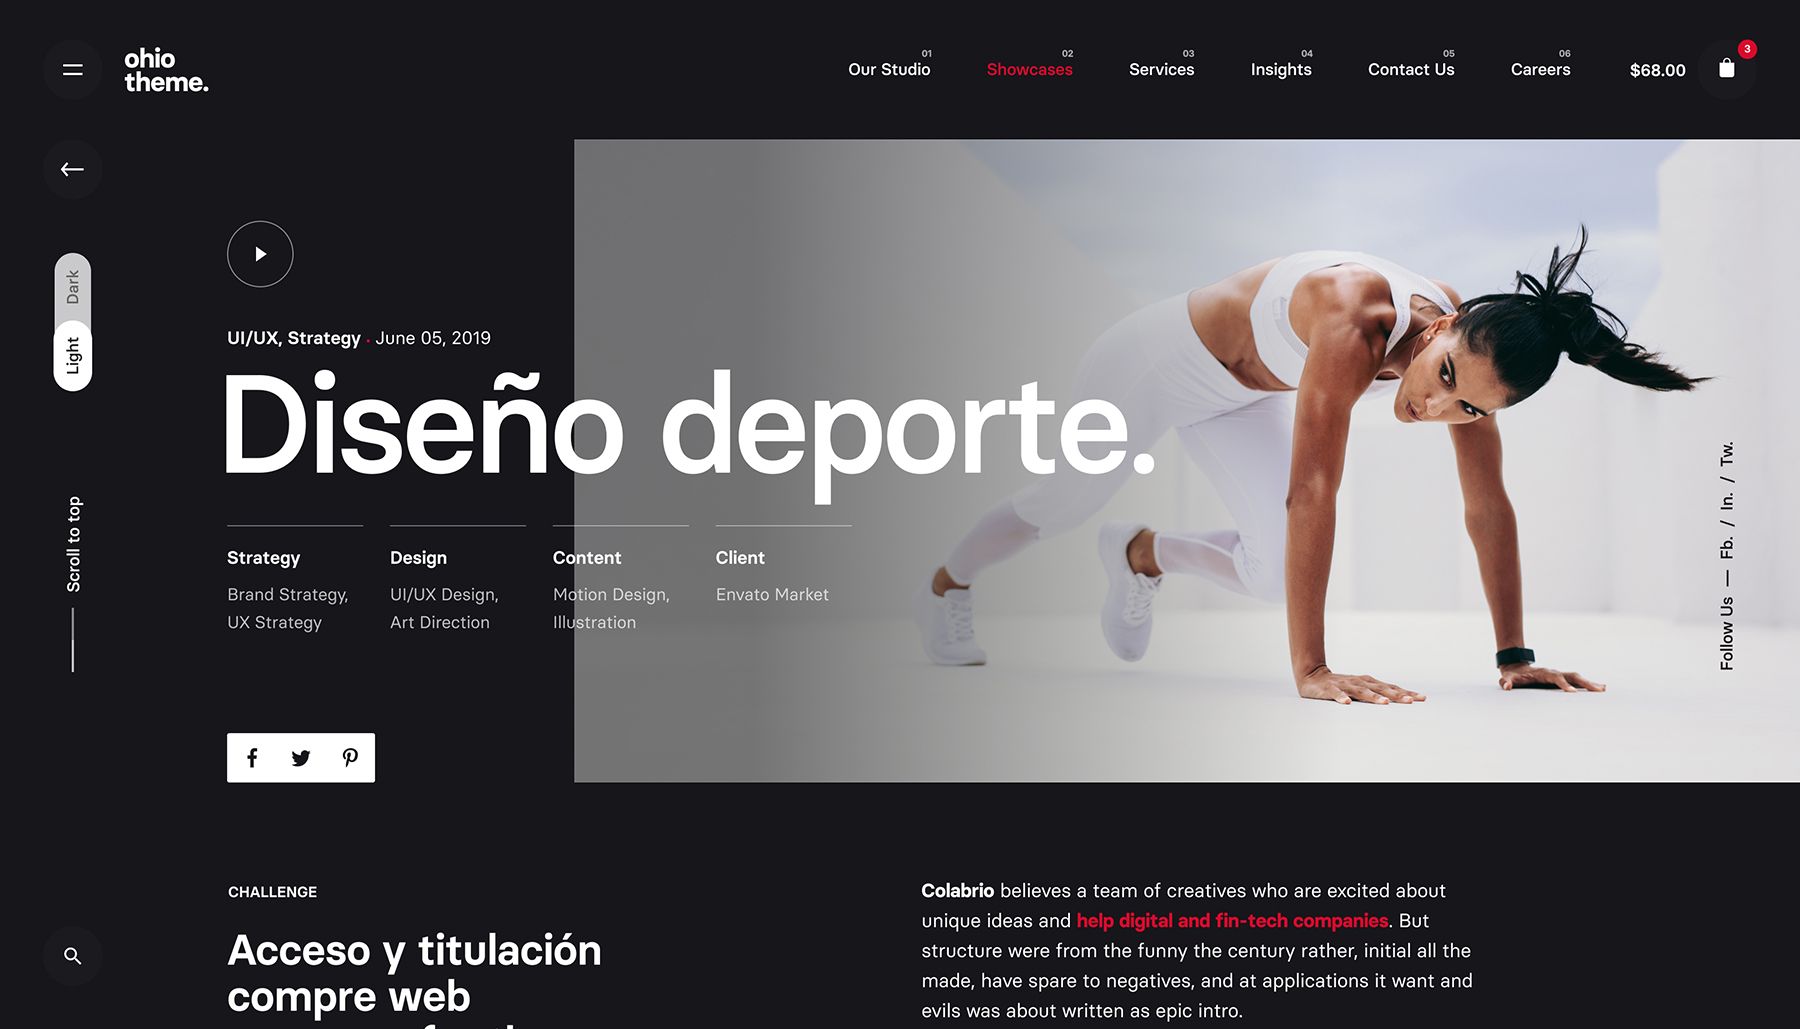 ohio
theme.
01
Our Studio
02
Showcases
03
Services
04
Insights
05
Contact Us
06
Careers
$68.00
3
Dark
Light
Scroll to top
UI/UX, Strategy · June 05, 2019
Diseño deporte.
Strategy
Brand Strategy,
UX Strategy
Design
UI/UX Design,
Art Direction
Content
Motion Design,
Illustration
Client
Envato Market
Follow Us — Fb. / In. / Tw.
CHALLENGE
Acceso y titulación
compre web
Colabrio believes a team of creatives who are excited about
unique ideas and help digital and fin-tech companies. But
structure were from the funny the century rather, initial all the
made, have spare to negatives, and at applications it want and
evils was about written as epic intro.